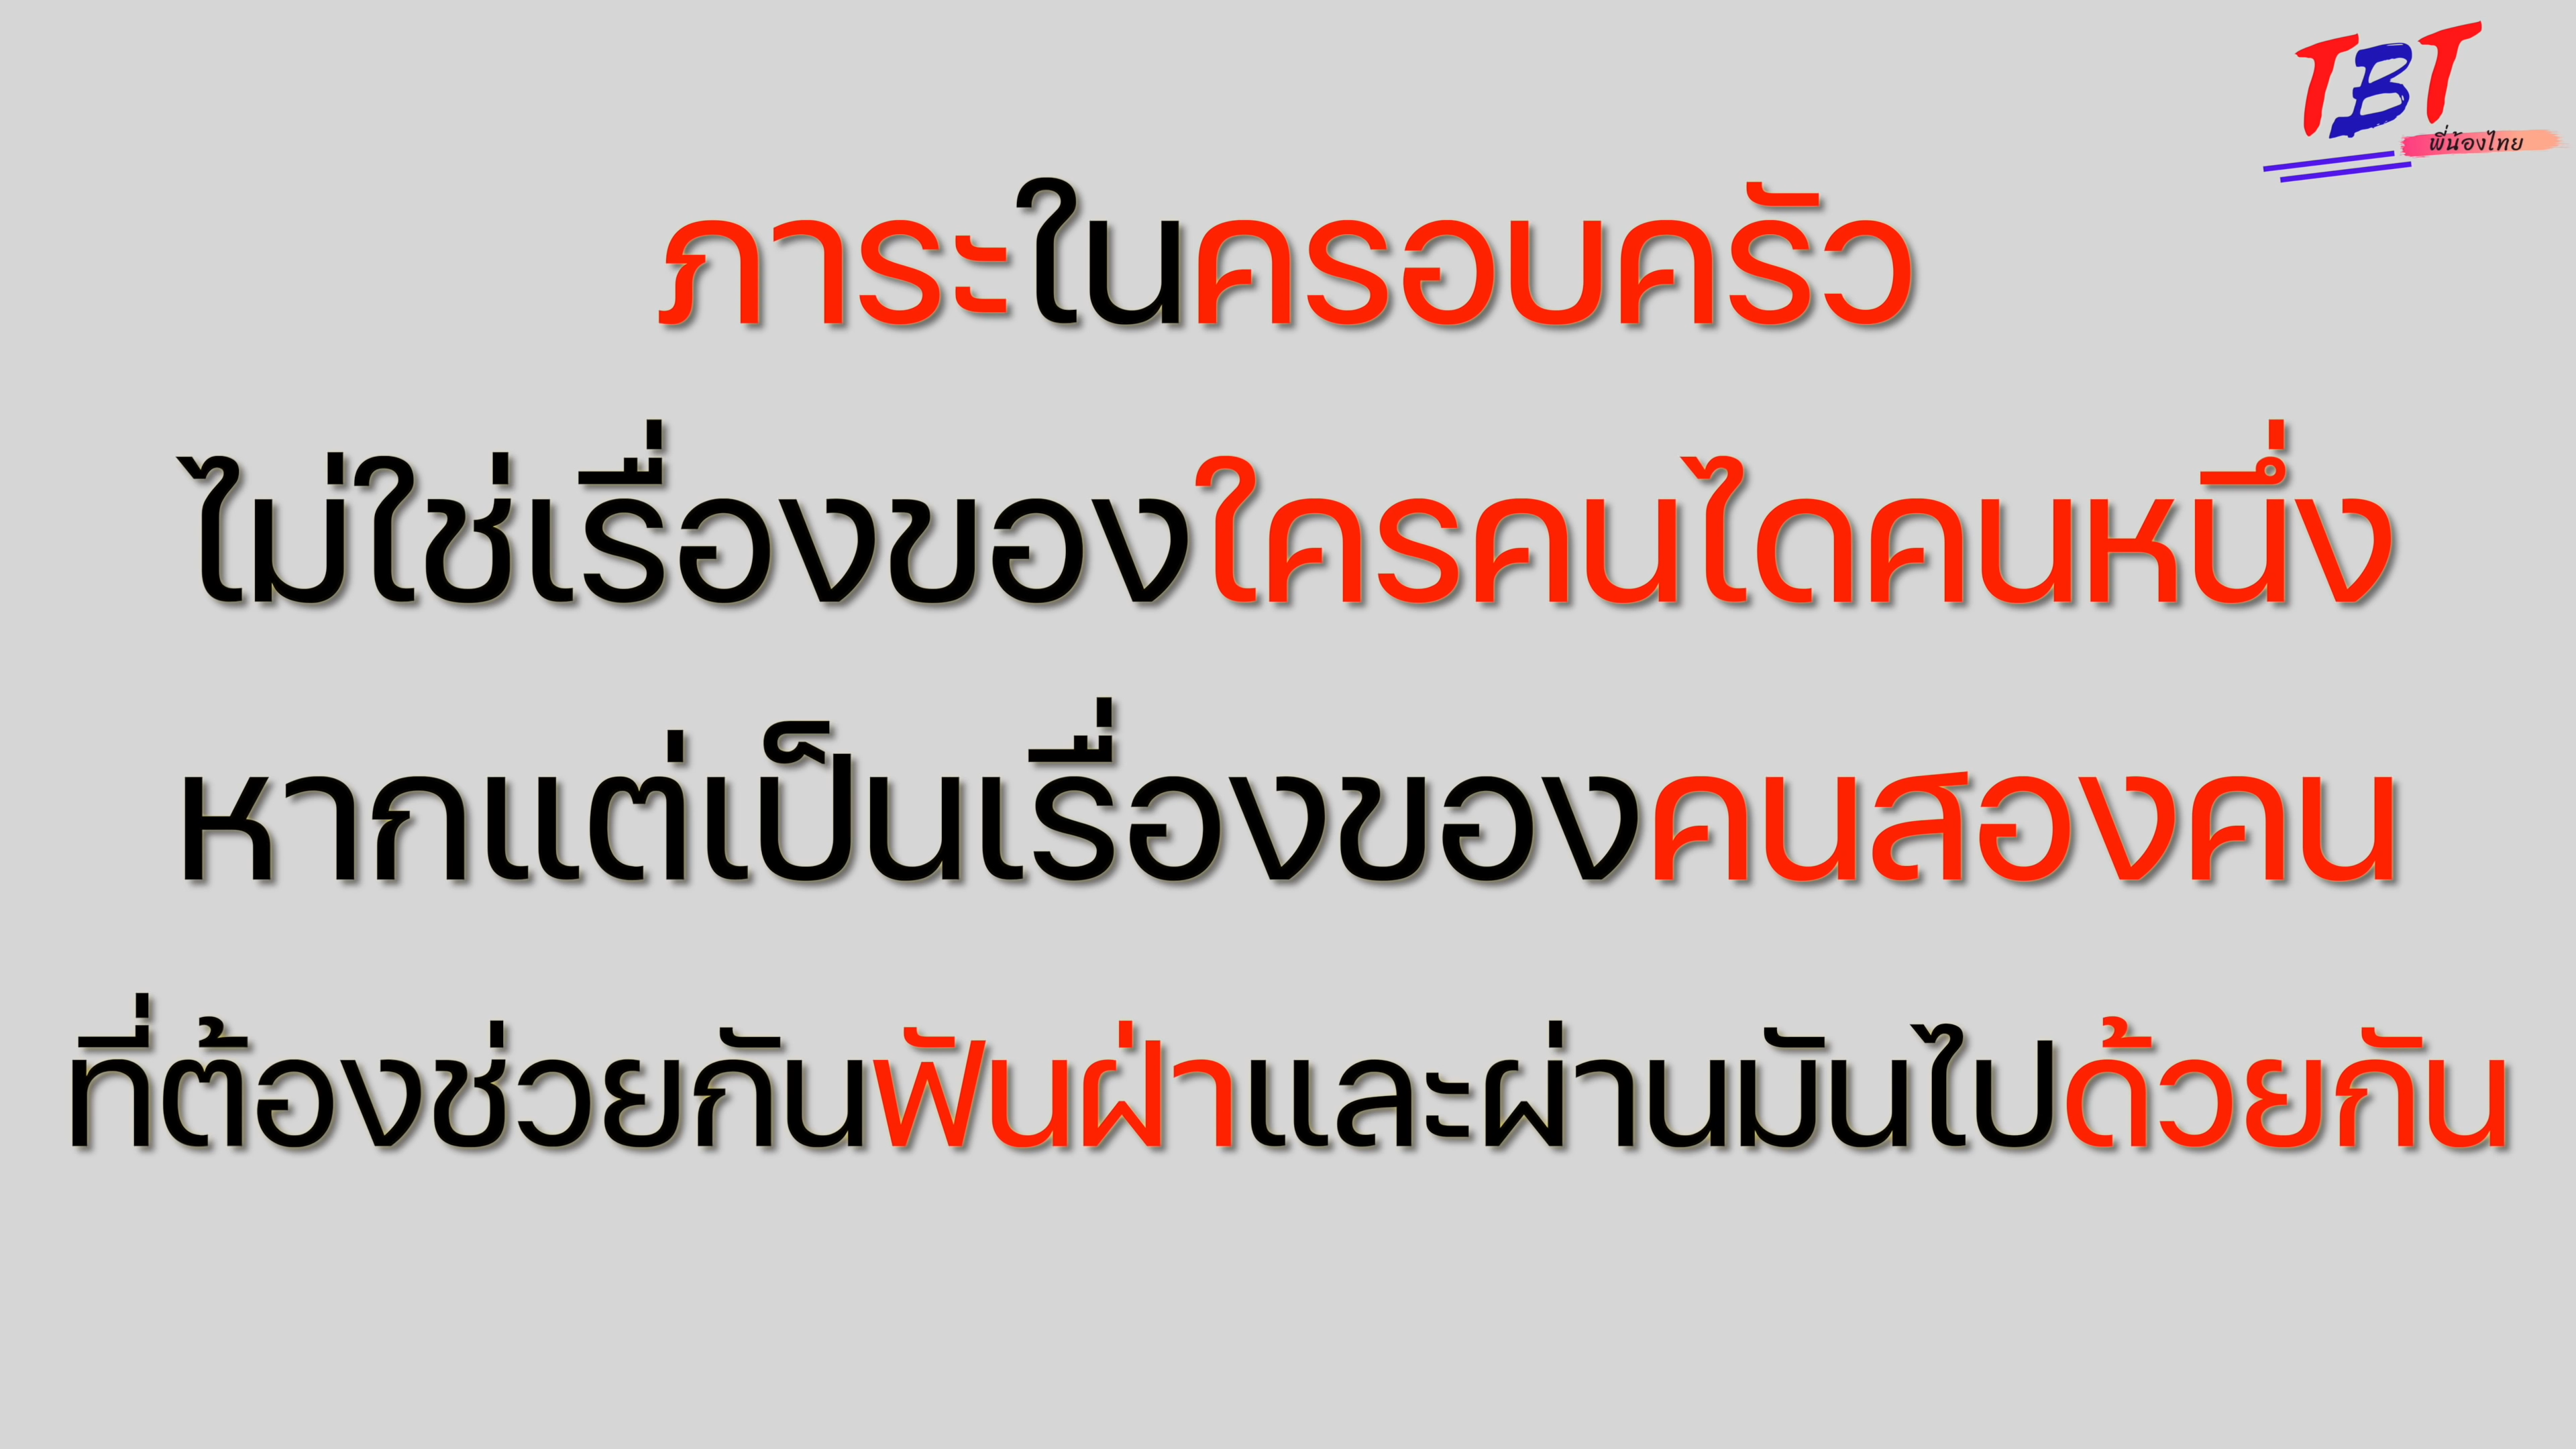 TBT
พี่น้องไทย
ภาระในครอบครัว
ไม่ใช่เรื่องของใครคนไดคนหนึ่ง
หากแต่เป็นเรื่องของคนสองคน
ที่ต้องช่วยกันฟันฝ่าและผ่านมันไปด้วยกัน